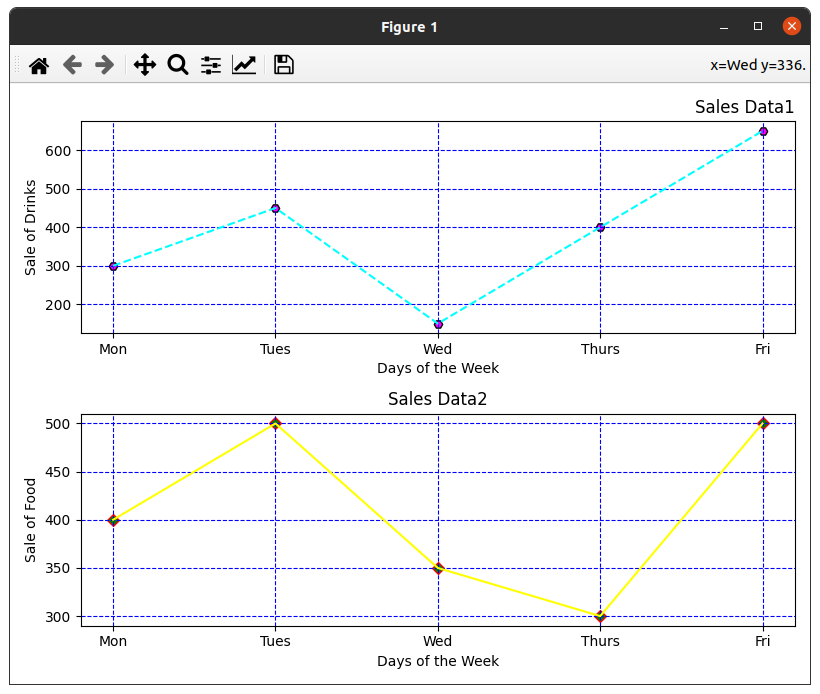 Figure 1
x=Wed y=336.
Sales Data1
Sale of Drinks
600
500
400
300
200
Mon Tues Wed Thurs Fri
Days of the Week
Sales Data2
Sale of Food
500
450
400
350
300
Mon Tues Wed Thurs Fri
Days of the Week